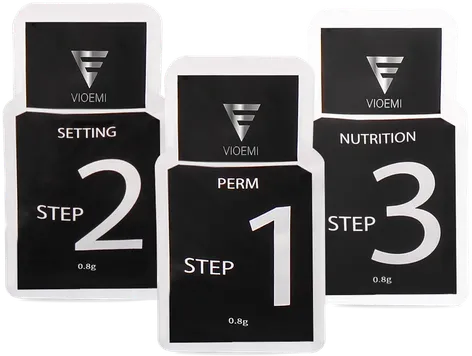 VIOEMI
SETTING
STEP 2
0.8g
VIOEMI
PERM
STEP 1
0.8g
VIOEMI
NUTRITION
STEP 3
0.8g